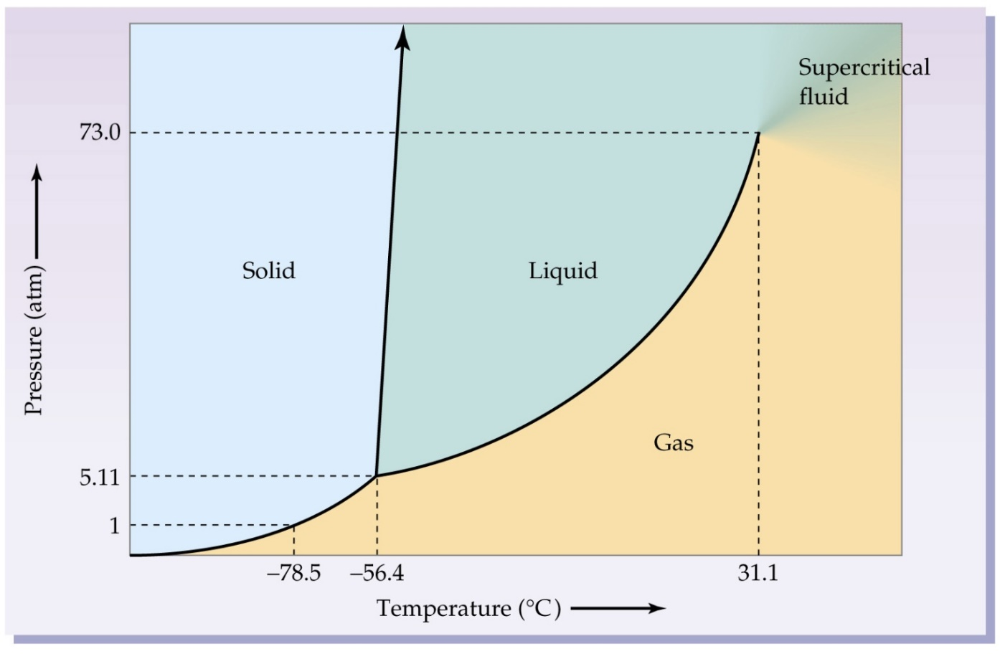 Supercritical
fluid
73.0
Solid
Liquid
Pressure (atm)
Gas
5.11
1
–78.5
–56.4
31.1
Temperature (°C)